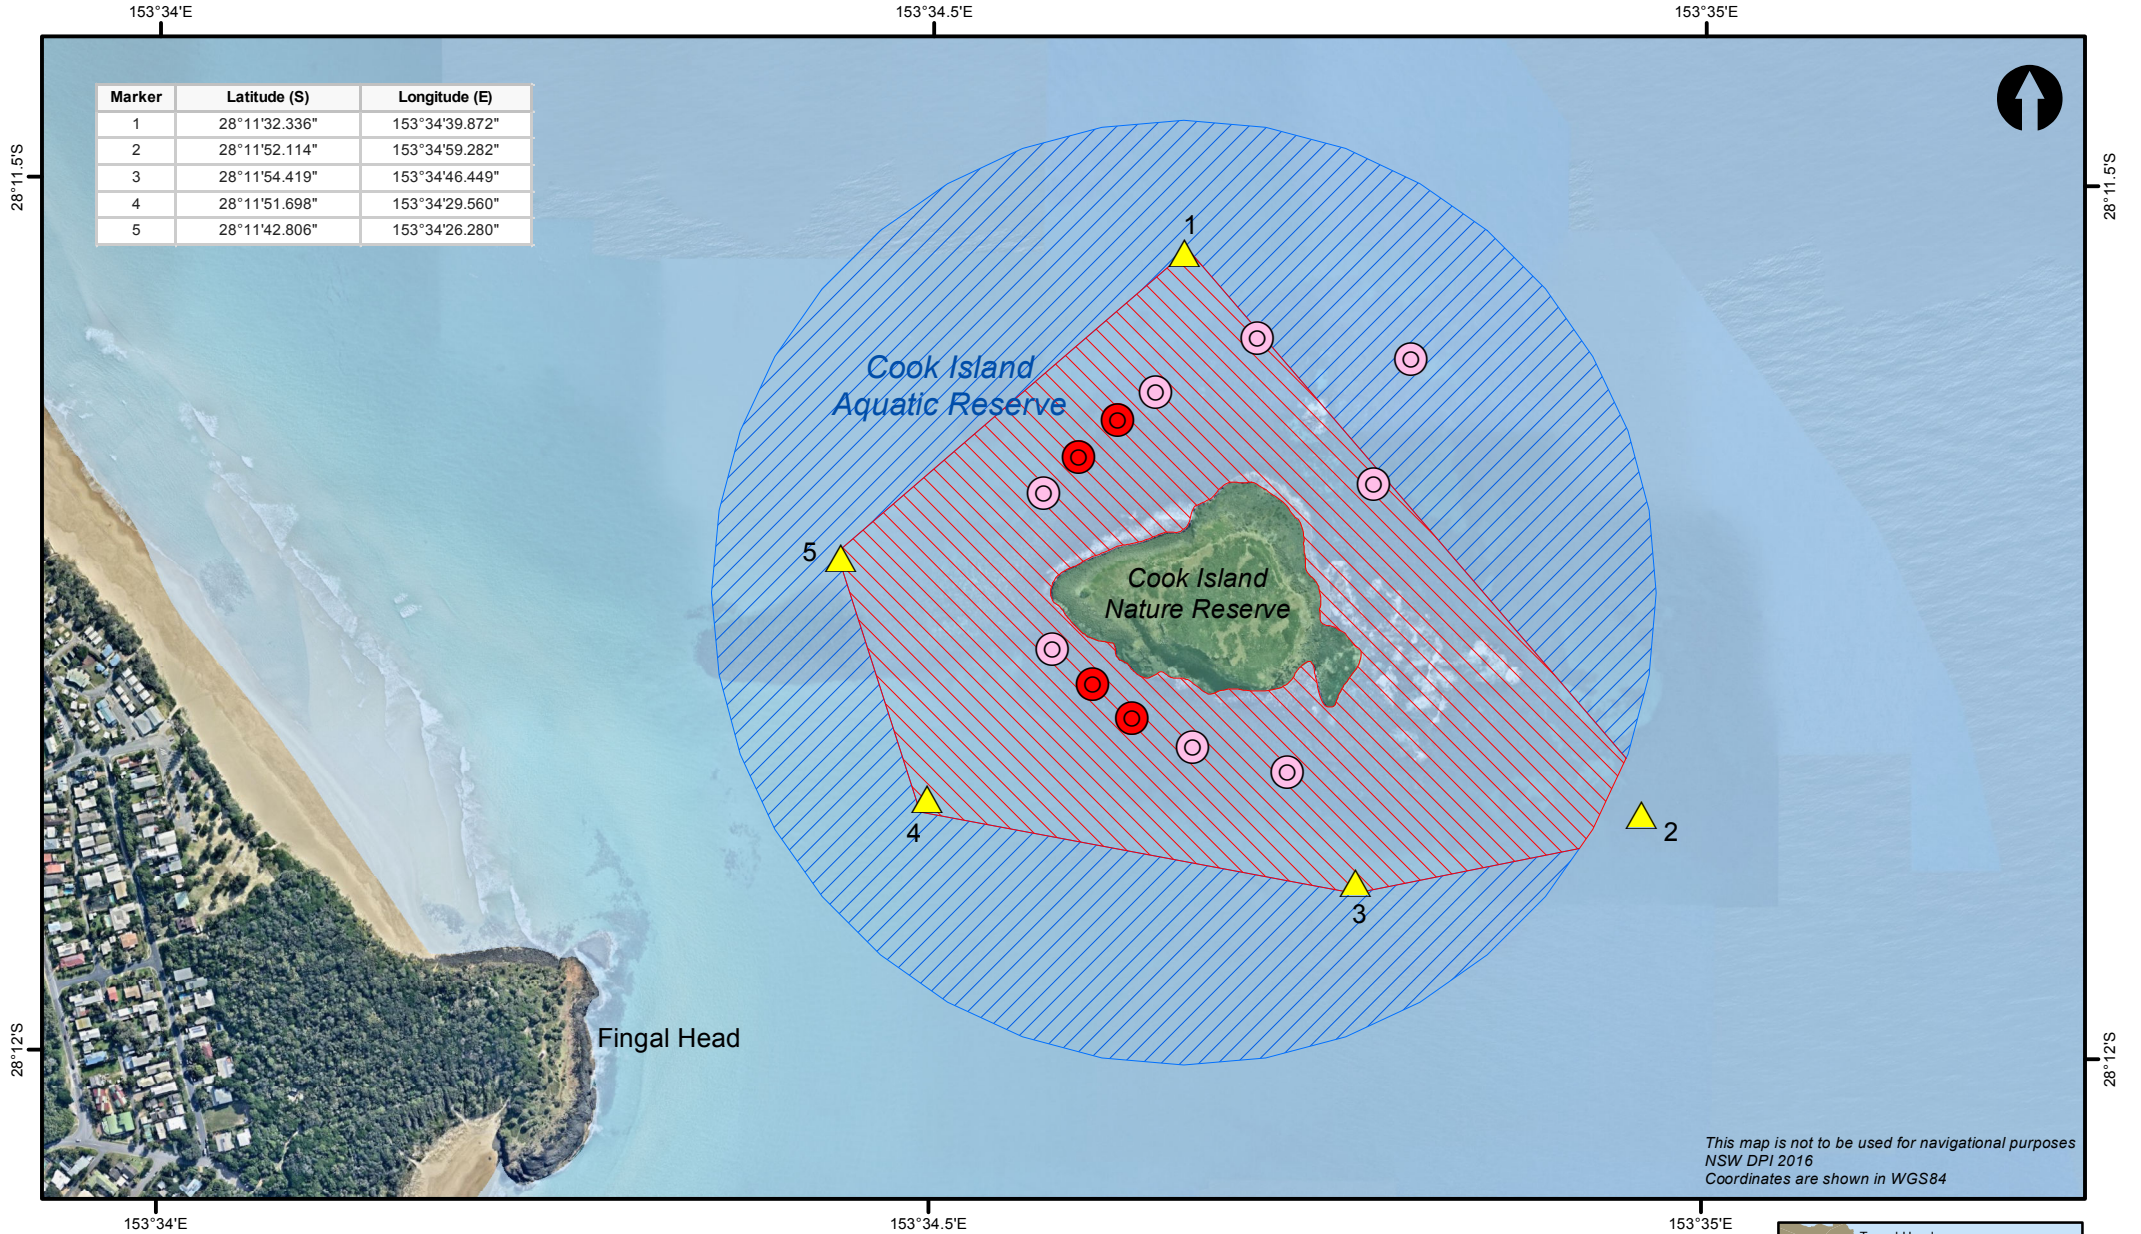 153°34'E 153°34.5'E 153°35'E
28°11.5'S 28°11.5'S
Marker Latitude (S) Longitude (E)
1 28°11'32.336" 153°34'39.872"
2 28°11'52.114" 153°34'59.282"
3 28°11'54.419" 153°34'46.449"
4 28°11'51.698" 153°34'29.560"
5 28°11'42.806" 153°34'26.280"
1
Cook Island
Aquatic Reserve
5
Cook Island
Nature Reserve
4
2
3
Fingal Head
28°12'S 28°12'S
This map is not to be used for navigational purposes
NSW DPI 2016
Coordinates are shown in WGS84
153°34'E 153°34.5'E 153°35'E